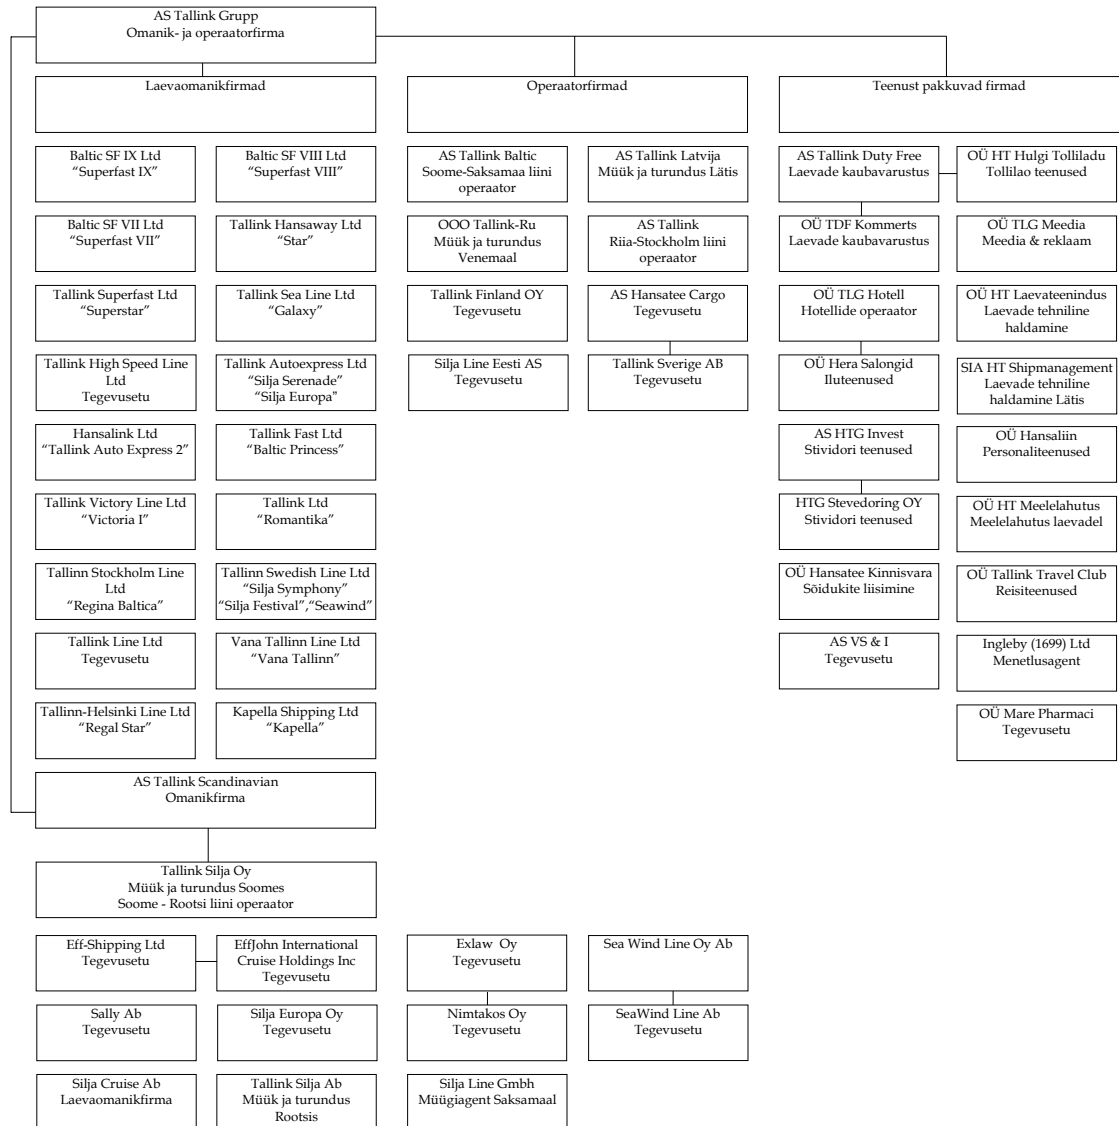 AS Tallink Grupp
Omanik- ja operaatorfirma
Laevaomanikfirmad
Operaatorfirmad
Teenust pakkuvad firmad
Baltic SF IX Ltd
“Superfast IX”
Baltic SF VIII Ltd
“Superfast VIII”
AS Tallink Baltic
Soome-Saksamaa liini
operaator
AS Tallink Latvija
Müük ja turundus Lätis
AS Tallink Duty Free
Laevade kaubavarustus
OÜ HT Hulgi Tolliladu
Tollilao teenused
Baltic SF VII Ltd
“Superfast VII”
Tallink Hansaway Ltd
“Star”
OOO Tallink-Ru
Müük ja turundus
Venemaal
AS Tallink
Riia-Stockholm liini
operaator
OÜ TDF Kommerts
Laevade kaubavarustus
OÜ TLG Meedia
Meedia & reklaam
Tallink Superfast Ltd
“Superstar”
Tallink Sea Line Ltd
“Galaxy”
Tallink Finland OY
Tegevusetu
AS Hansatee Cargo
Tegevusetu
OÜ TLG Hotell
Hotellide operaator
OÜ HT Laevateenindus
Laevade tehniline
haldamine
Tallink High Speed Line
Ltd
Tegevusetu
Tallink Autoexpress Ltd
“Silja Serenade”
“Silja Europa”
Silja Line Eesti AS
Tegevusetu
Tallink Sverige AB
Tegevusetu
OÜ Hera Salongid
Iluteenused
SIA HT Shipmanagement
Laevade tehniline
haldamine Lätis
Hansalink Ltd
“Tallink Auto Express 2”
Tallink Fast Ltd
“Baltic Princess”
AS HTG Invest
Stividori teenused
OÜ Hansaliin
Personaliteenused
Tallink Victory Line Ltd
“Victoria I”
Tallink Ltd
“Romantika”
HTG Stevedoring OY
Stividori teenused
OÜ HT Meelelahutus
Meelelahutus laevadel
Tallinn Stockholm Line
Ltd
“Regina Baltica”
Tallinn Swedish Line Ltd
“Silja Symphony”
“Silja Festival”,“Seawind”
OÜ Hansatee Kinnisvara
Sõidukite liisimine
OÜ Tallink Travel Club
Reisiteenused
Tallink Line Ltd
Tegevusetu
Vana Tallinn Line Ltd
“Vana Tallinn”
AS VS & I
Tegevusetu
Ingleby (1699) Ltd
Menetlusagent
Tallinn-Helsinki Line Ltd
“Regal Star”
Kapella Shipping Ltd
“Kapella”
OÜ Mare Pharmaci
Tegevusetu
AS Tallink Scandinavian
Omanikfirma
Tallink Silja Oy
Müük ja turundus Soomes
Soome - Rootsi liini operaator
Eff-Shipping Ltd
Tegevusetu
EffJohn International
Cruise Holdings Inc
Tegevusetu
Exlaw Oy
Tegevusetu
Sea Wind Line Oy Ab
Sally Ab
Tegevusetu
Silja Europa Oy
Tegevusetu
Nimtakos Oy
Tegevusetu
SeaWind Line Ab
Tegevusetu
Silja Cruise Ab
Laevaomanikfirma
Tallink Silja Ab
Müük ja turundus
Rootsis
Silja Line Gmbh
Müügiagent Saksamaal